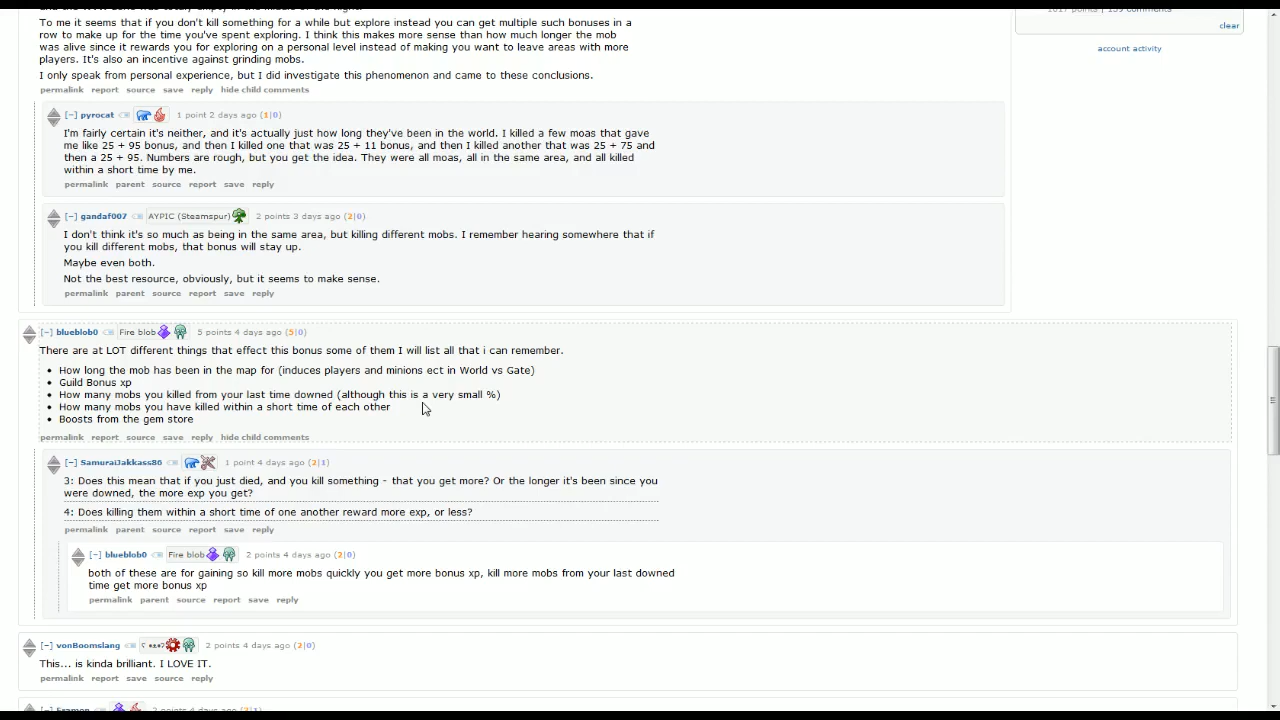 1617 points | 139 comments
clear
account activity
To me it seems that if you don't kill something for a while but explore instead you can get multiple such bonuses in a
row to make up for the time you've spent exploring. I think this makes more sense than how much longer the mob
was alive since it rewards you for exploring on a personal level instead of making you want to leave areas with more
players. It's also an incentive against grinding mobs.
I only speak from personal experience, but I did investigate this phenomenon and came to these conclusions.
permalink report source save reply hide child comments
[−] pyrocat 1 point 2 days ago (1|0)
I'm fairly certain it's neither, and it's actually just how long they've been in the world. I killed a few moas that gave
me like 25 + 95 bonus, and then I killed one that was 25 + 11 bonus, and then I killed another that was 25 + 75 and
then a 25 + 95. Numbers are rough, but you get the idea. They were all moas, all in the same area, and all killed
within a short time by me.
permalink parent source report save reply
[−] gandaf007 AYPIC (Steamspur) 2 points 3 days ago (2|0)
I don't think it's so much as being in the same area, but killing different mobs. I remember hearing somewhere that if
you kill different mobs, that bonus will stay up.
Maybe even both.
Not the best resource, obviously, but it seems to make sense.
permalink parent source report save reply
[−] blueblob0 Fire blob 5 points 4 days ago (5|0)
There are at LOT different things that effect this bonus some of them I will list all that i can remember.
• How long the mob has been in the map for (induces players and minions ect in World vs Gate)
• Guild Bonus xp
• How many mobs you killed from your last time downed (although this is a very small %)
• How many mobs you have killed within a short time of each other
• Boosts from the gem store
permalink report source save reply hide child comments
[−] SamuraiJakkass86 1 point 4 days ago (2|1)
3: Does this mean that if you just died, and you kill something - that you get more? Or the longer it's been since you
were downed, the more exp you get?
4: Does killing them within a short time of one another reward more exp, or less?
permalink parent source report save reply
[−] blueblob0 Fire blob 2 points 4 days ago (2|0)
both of these are for gaining so kill more mobs quickly you get more bonus xp, kill more mobs from your last downed
time get more bonus xp
permalink parent source report save reply
[−] vonBoomslang 2 points 4 days ago (2|0)
This... is kinda brilliant. I LOVE IT.
permalink report save source reply